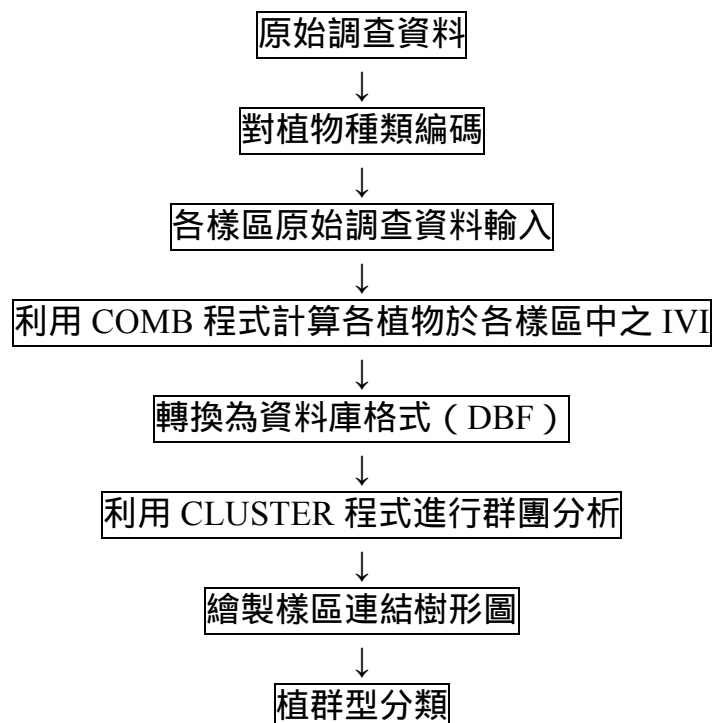 原始調查資料
↓
對植物種類編碼
↓
各樣區原始調查資料輸入
↓
利用 COMB 程式計算各植物於各樣區中之 IVI
↓
轉換為資料庫格式（DBF）
↓
利用 CLUSTER 程式進行群團分析
↓
繪製樣區連結樹形圖
↓
植群型分類